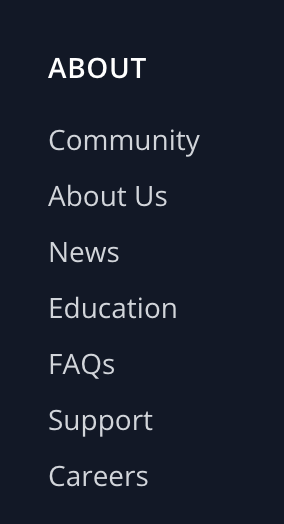 ABOUT
Community
About Us
News
Education
FAQs
Support
Careers